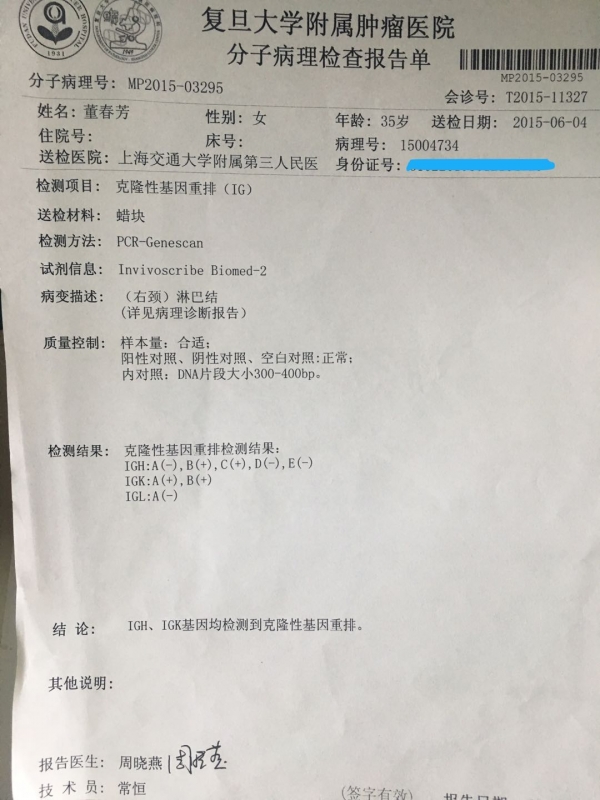 复旦大学附属肿瘤医院
分子病理检查报告单
MP2015-03295
分子病理号: MP2015-03295
会诊号: T2015-11327
姓名: 董春芳 性别: 女 年龄: 35岁 送检日期: 2015-06-04
住院号: 床号: 病理号: 15004734
送检医院: 上海交通大学附属第三人民医 身份证号:
检测项目: 克隆性基因重排(IG)
送检材料: 蜡块
检测方法: PCR-Genescan
试剂信息: Invivoscribe Biomed-2
病变描述: (右颈)淋巴结
(详见病理诊断报告)
质量控制: 样本量: 合适;
阳性对照、阴性对照、空白对照:正常;
内对照: DNA片段大小300-400bp。
检测结果: 克隆性基因重排检测结果:
IGH:A(-),B(+),C(+),D(-),E(-)
IGK:A(+),B(+)
IGL:A(-)
结 论: IGH、IGK基因均检测到克隆性基因重排。
其他说明:
报告医生: 周晓燕 周晓燕
技 术 员: 常恒 (签字有效) 报告日期